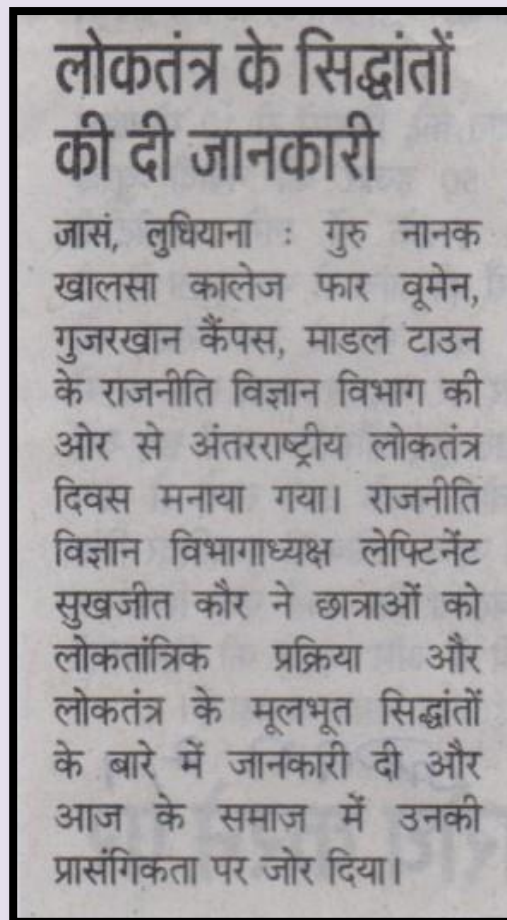 लोकतंत्र के सिद्धांतों
की दी जानकारी
जासं, लुधियाना : गुरु नानक
खालसा कालेज फार वूमेन,
गुजरखान कैंपस, माडल टाउन
के राजनीति विज्ञान विभाग की
ओर से अंतरराष्ट्रीय लोकतंत्र
दिवस मनाया गया। राजनीति
विज्ञान विभागाध्यक्ष लेफ्टिनेंट
सुखजीत कौर ने छात्राओं को
लोकतांत्रिक प्रक्रिया और
लोकतंत्र के मूलभूत सिद्धांतों
के बारे में जानकारी दी और
आज के समाज में उनकी
प्रासंगिकता पर जोर दिया।